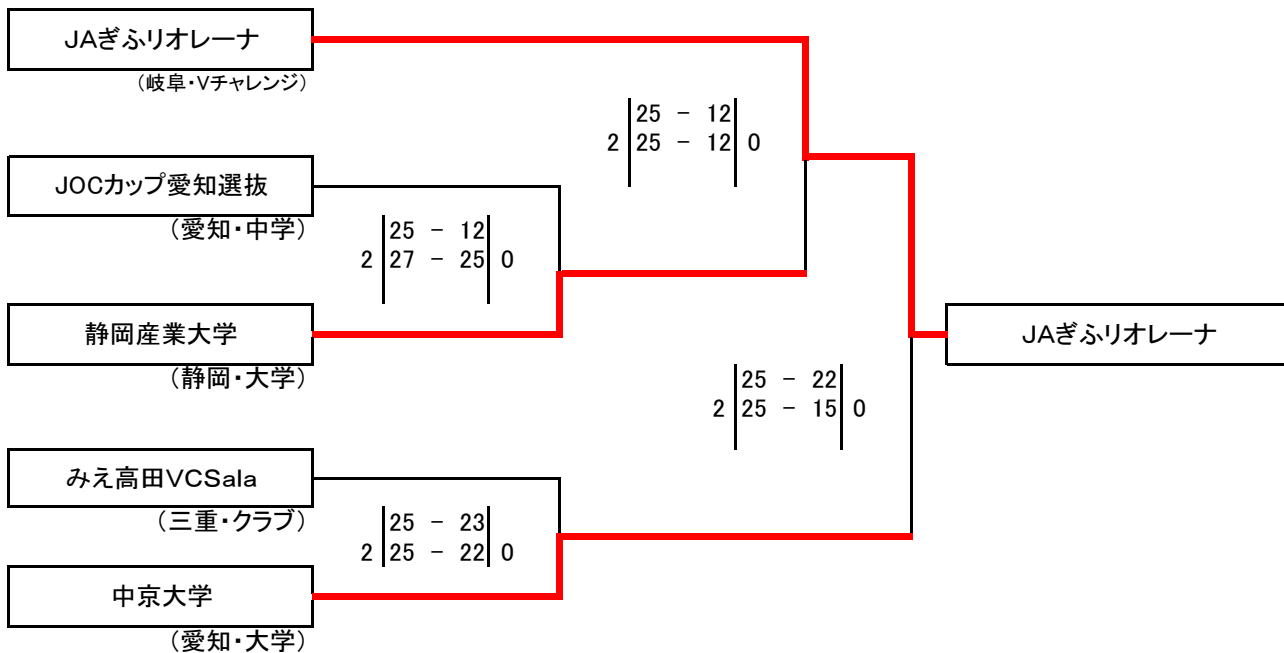 JAぎふリオレーナ
（岐阜・Vチャレンジ）
25 － 12
2 25 － 12 0
JOCカップ愛知選抜
（愛知・中学）
25 － 12
2 27 － 25 0
静岡産業大学
（静岡・大学）
JAぎふリオレーナ
25 － 22
2 25 － 15 0
みえ高田VCSala
（三重・クラブ）
25 － 23
2 25 － 22 0
中京大学
（愛知・大学）